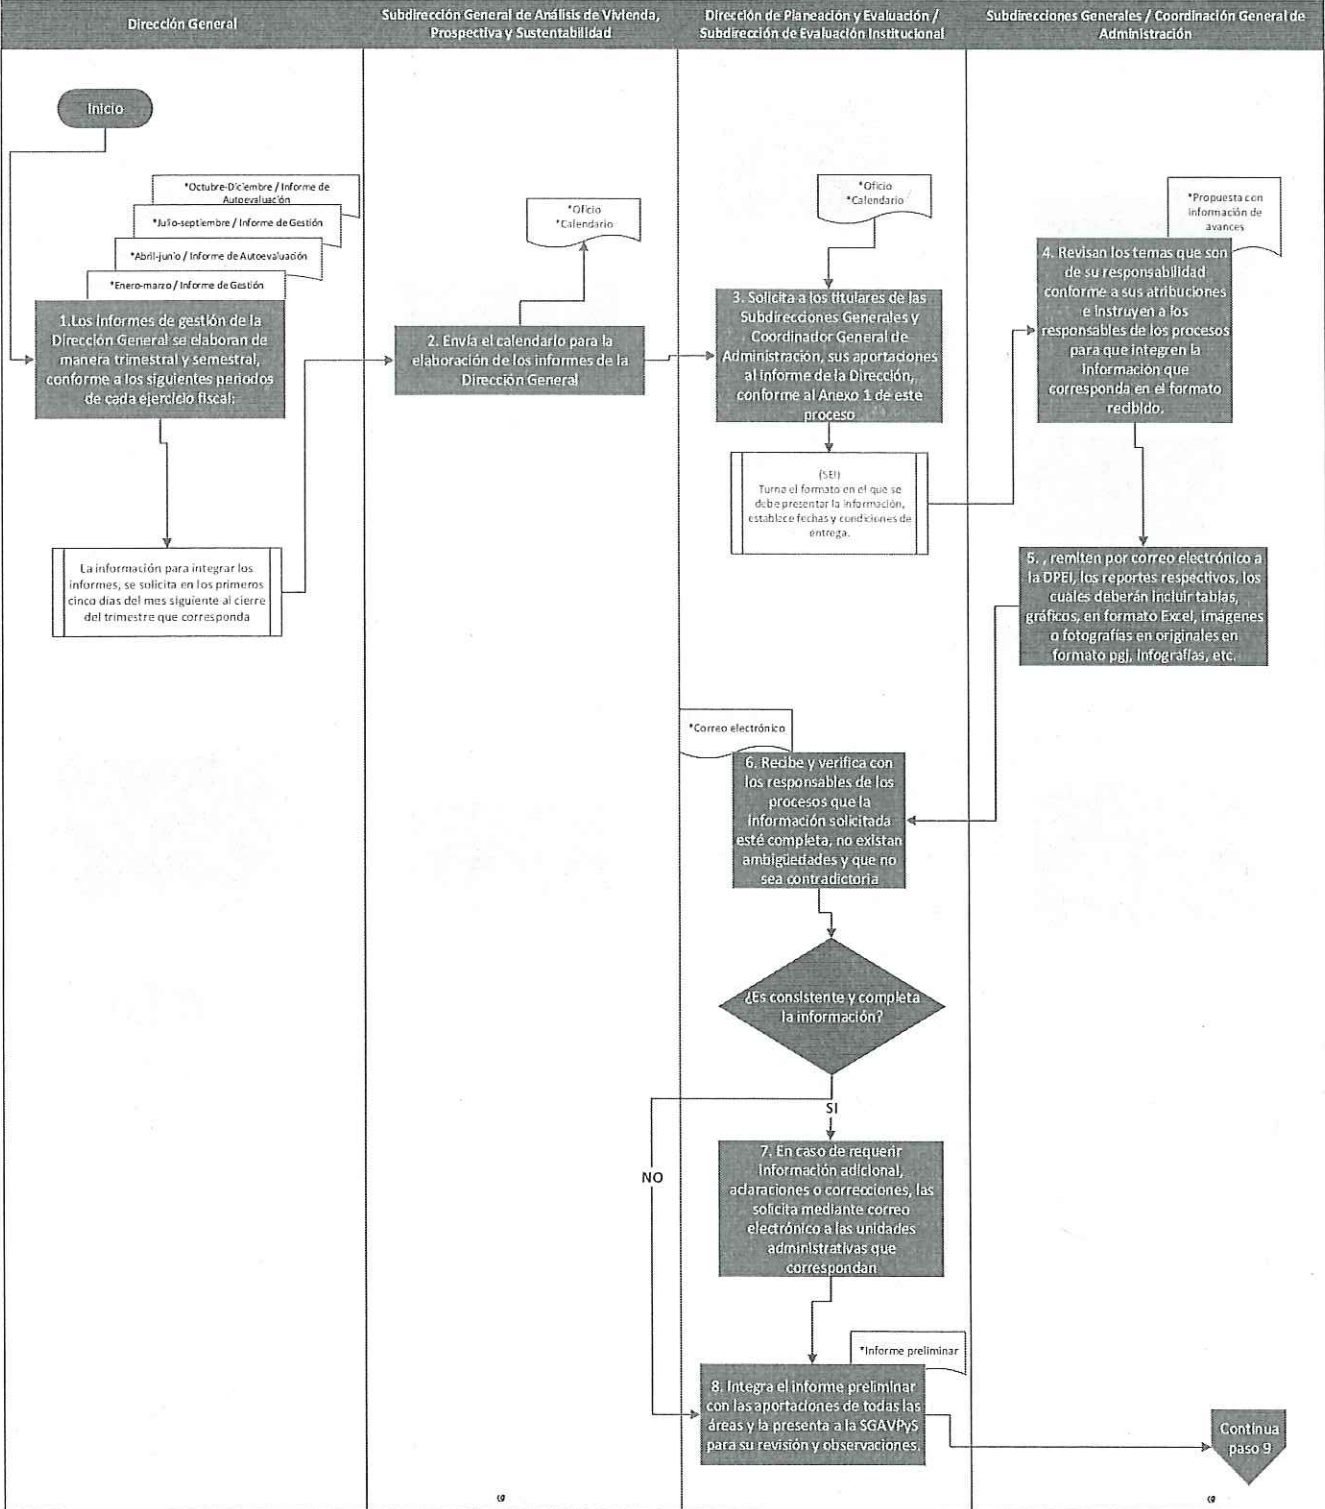 Dirección General
Subdirección General de Análisis de Vivienda,
Prospectiva y Sustentabilidad
Dirección de Planeación y Evaluación /
Subdirección de Evaluación Institucional
Subdirecciones Generales / Coordinación General de
Administración
Inicio
*Octubre-Diciembre / Informe de
Autoevaluación
*Julio-septiembre / Informe de Gestión
*Abril-junio / Informe de Autoevaluación
*Enero-marzo / Informe de Gestión
1.Los informes de gestión de la
Dirección General se elaboran de
manera trimestral y semestral,
conforme a los siguientes periodos
de cada ejercicio fiscal:
La información para integrar los
informes, se solicita en los primeros
cinco días del mes siguiente al cierre
del trimestre que corresponda
*Oficio
*Calendario
2. Envía el calendario para la
elaboración de los informes de la
Dirección General
*Oficio
*Calendario
3. Solicita a los titulares de las
Subdirecciones Generales y
Coordinador General de
Administración, sus aportaciones
al Informe de la Dirección,
conforme al Anexo 1 de este
proceso
(SEI)
Turna el formato en el que se
debe presentar la información,
establece fechas y condiciones de
entrega.
*Propuesta con
información de
avances
4. Revisan los temas que son
de su responsabilidad
conforme a sus atribuciones
e instruyen a los
responsables de los procesos
para que integren la
información que
corresponda en el formato
recibido.
5. , remiten por correo electrónico a
la DPEI, los reportes respectivos, los
cuales deberán incluir tablas,
gráficos, en formato Excel, imágenes
o fotografías en originales en
formato pgj, infografías, etc.
*Correo electrónico
6. Recibe y verifica con
los responsables de los
procesos que la
información solicitada
esté completa, no existan
ambigüedades y que no
sea contradictoria
¿Es consistente y completa
la información?
SI
NO
7. En caso de requerir
información adicional,
aclaraciones o correcciones, las
solicita mediante correo
electrónico a las unidades
administrativas que
correspondan
*Informe preliminar
8. Integra el informe preliminar
con las aportaciones de todas las
áreas y la presenta a la SGAVPyS
para su revisión y observaciones.
Continua
paso 9